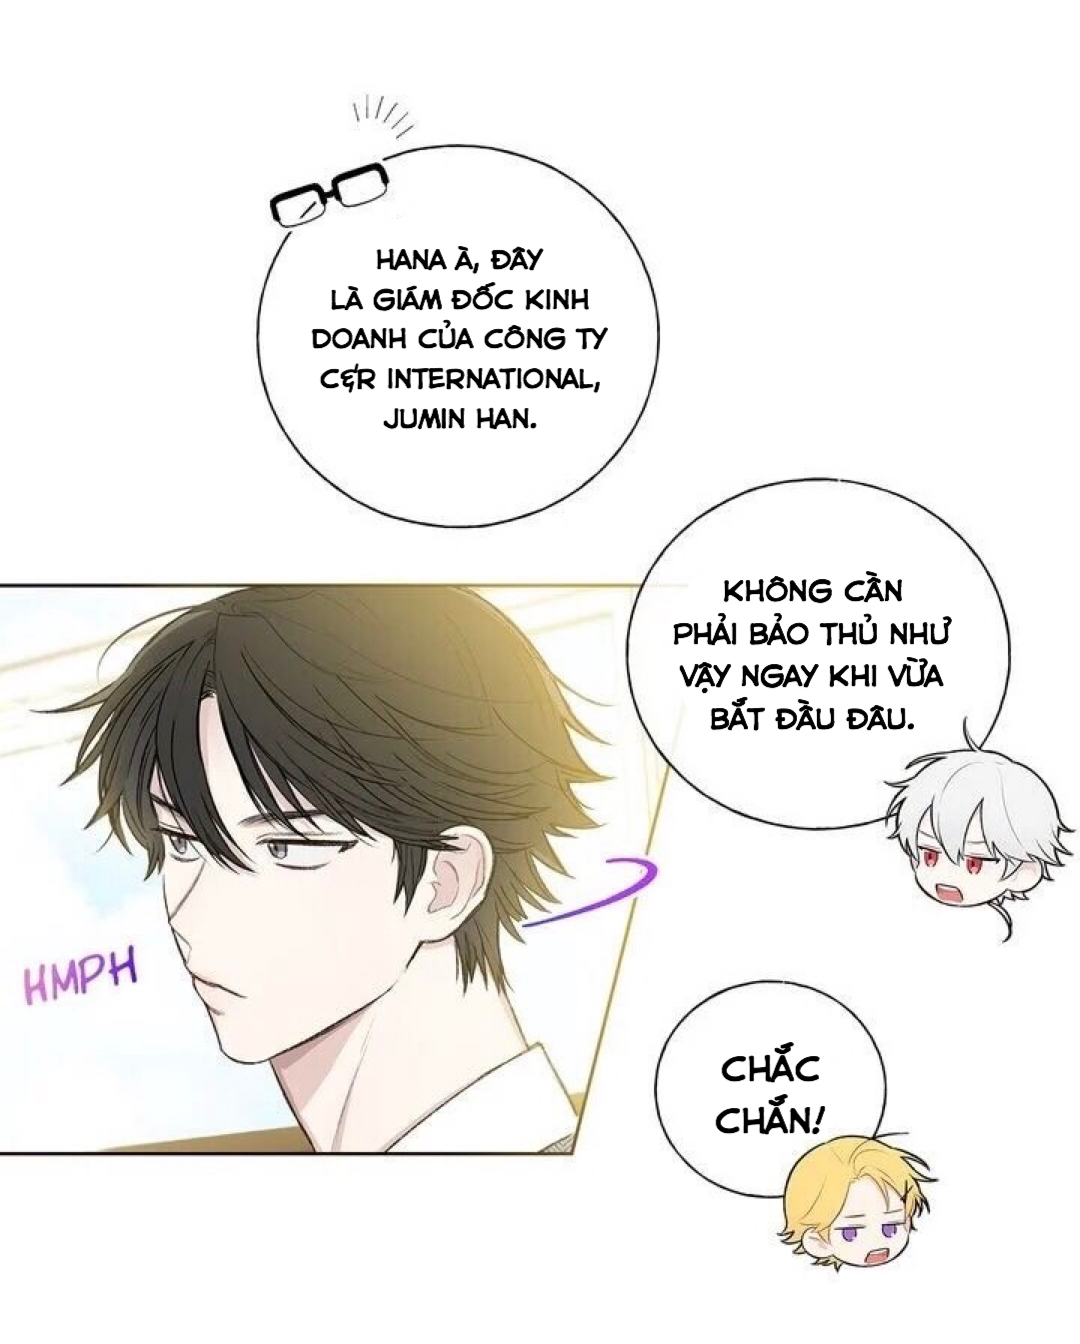 HANA À, ĐÂY
LÀ GIÁM ĐỐC KINH
DOANH CỦA CÔNG TY
C&R INTERNATIONAL,
JUMIN HAN.
KHÔNG CẦN
PHẢI BẢO THỦ NHƯ
VẬY NGAY KHI VỪA
BẮT ĐẦU ĐÂU.
HMPH
CHẮC
CHẮN!